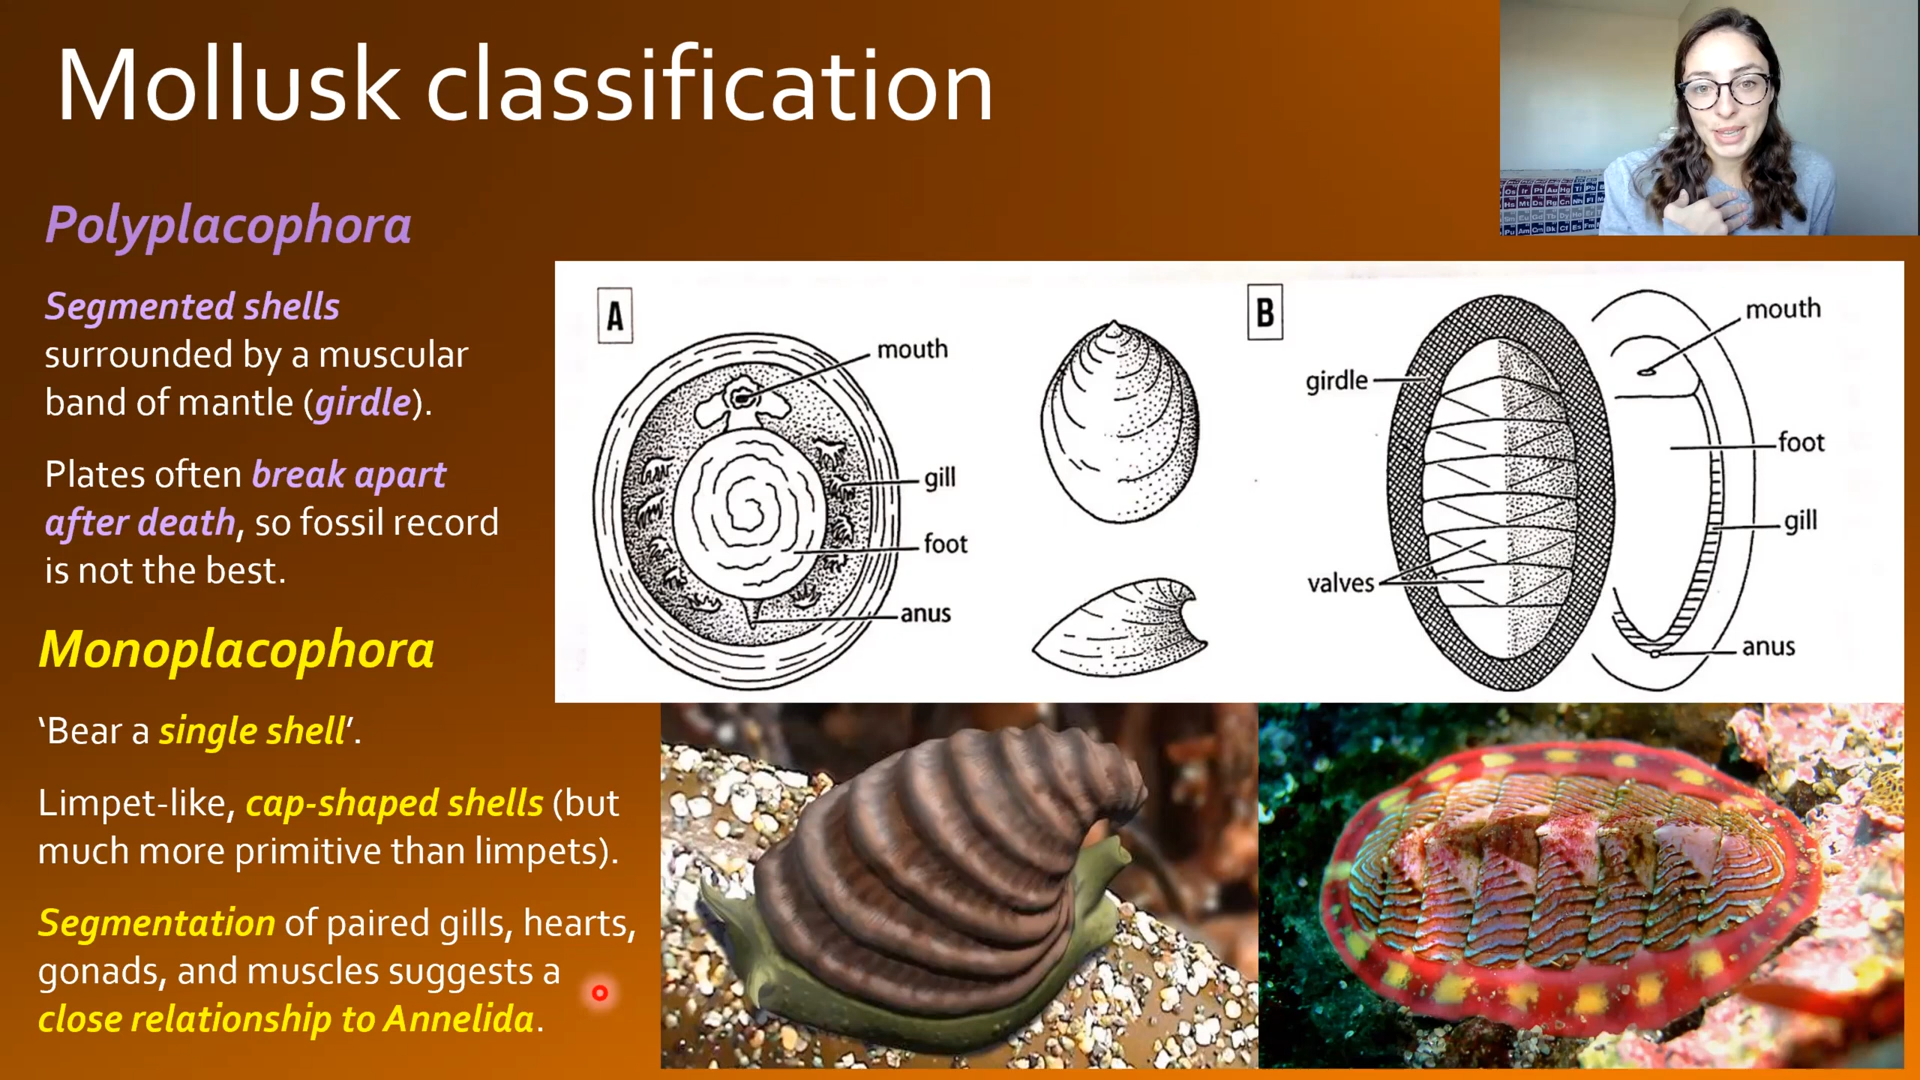 Mollusk classification
Polyplacophora
Segmented shells
surrounded by a muscular
band of mantle (girdle).
Plates often break apart
after death, so fossil record
is not the best.
Monoplacophora
‘Bear a single shell’.
Limpet-like, cap-shaped shells (but
much more primitive than limpets).
Segmentation of paired gills, hearts,
gonads, and muscles suggests a
close relationship to Annelida.
A
mouth
gill
foot
anus
B
girdle
valves
mouth
foot
gill
anus